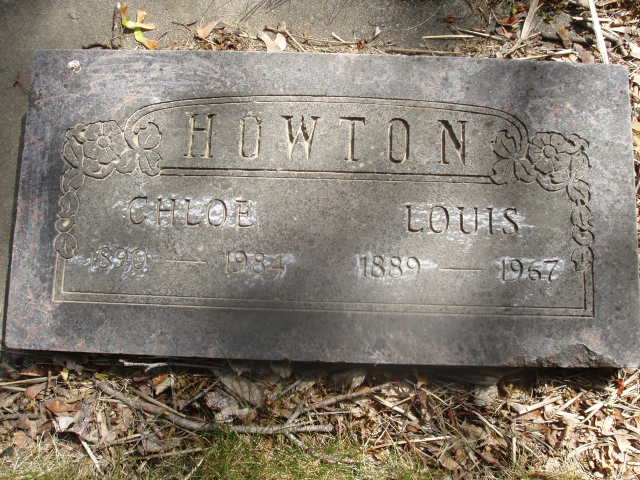 HOWTON
CHLOE LOUIS
1890 — 1984 1889 — 1967